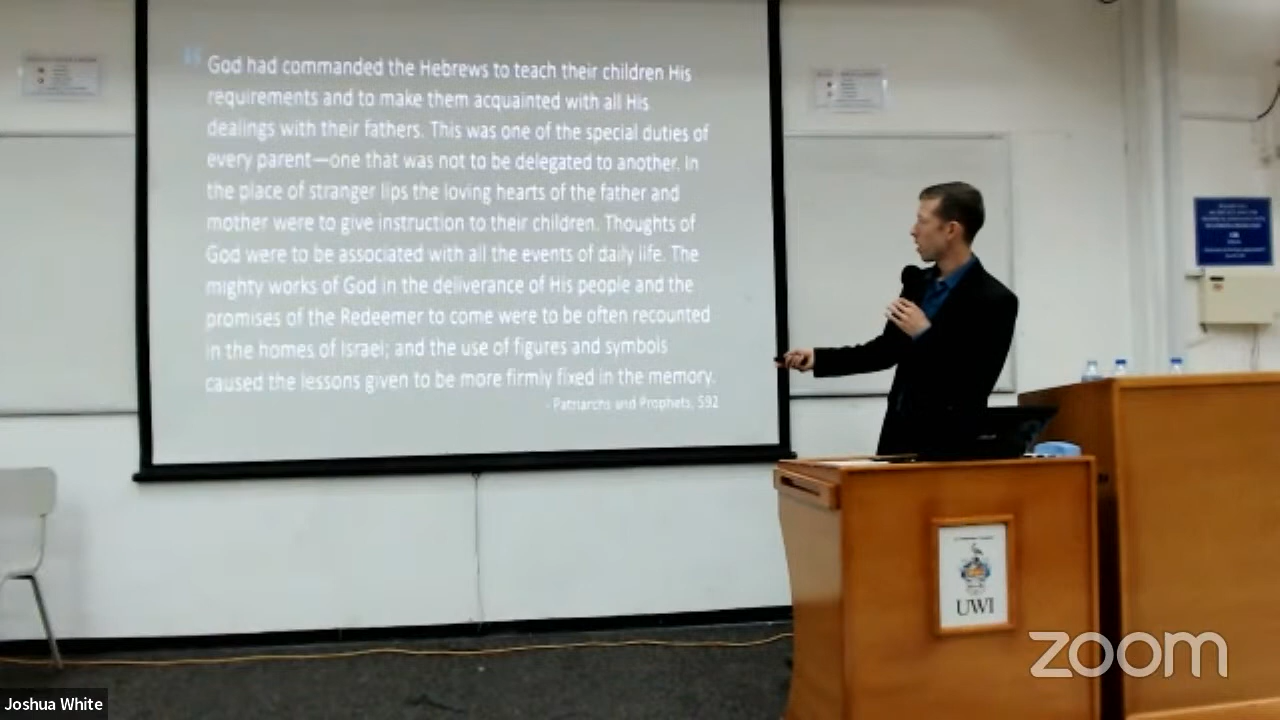 God had commanded the Hebrews to teach their children His
requirements and to make them acquainted with all His
dealings with their fathers. This was one of the special duties of
every parent—one that was not to be delegated to another. In
the place of stranger lips the loving hearts of the father and
mother were to give instruction to their children. Thoughts of
God were to be associated with all the events of daily life. The
mighty works of God in the deliverance of His people and the
promises of the Redeemer to come were to be often recounted
in the homes of Israel; and the use of figures and symbols
caused the lessons given to be more firmly fixed in the memory.
- Patriarchs and Prophets, 592
UWI
zoom
Joshua White